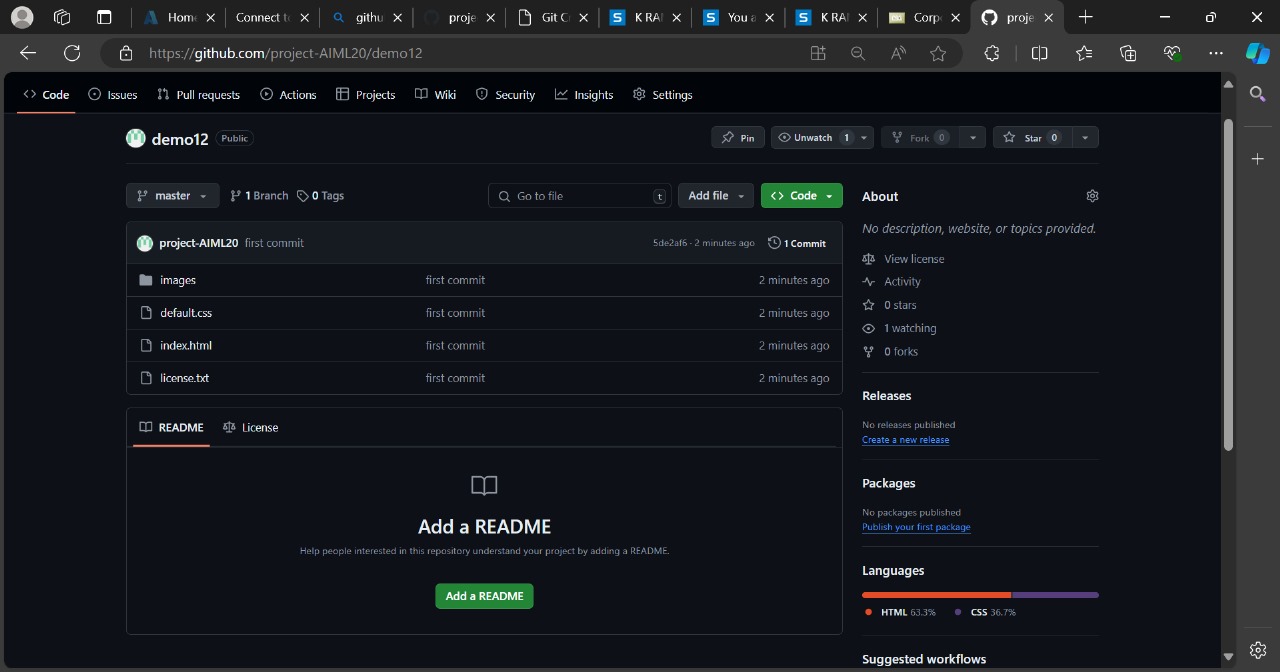 Home
Connect to
githu
proje
Git C
K RA
You a
K RA
Corp
proje
https://github.com/project-AIML20/demo12
Code Issues Pull requests Actions Projects Wiki Security Insights Settings
demo12 Public
Pin Unwatch 1 Fork 0 Star 0
master 1 Branch 0 Tags
Go to file t Add file Code
project-AIML20 first commit 5de2af6 · 2 minutes ago 1 Commit
images first commit 2 minutes ago
default.css first commit 2 minutes ago
index.html first commit 2 minutes ago
license.txt first commit 2 minutes ago
README License
Add a README
Help people interested in this repository understand your project by adding a README.
Add a README
About
No description, website, or topics provided.
View license
Activity
0 stars
1 watching
0 forks
Releases
No releases published
Create a new release
Packages
No packages published
Publish your first package
Languages
HTML 63.3% CSS 36.7%
Suggested workflows